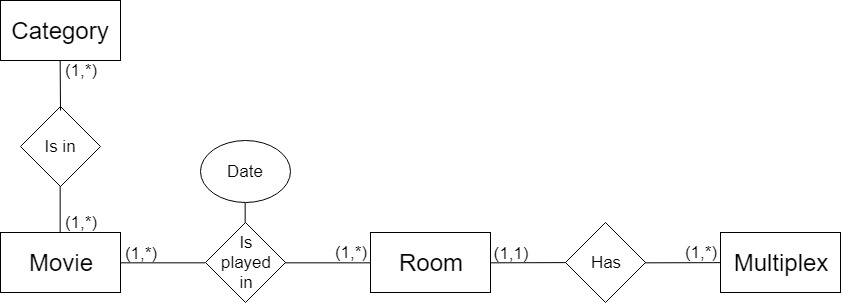 Category
(1,*)
Is in
(1,*)
Date
Movie
(1,*)
Is
played
in
(1,*)
Room
(1,1)
Has
(1,*)
Multiplex